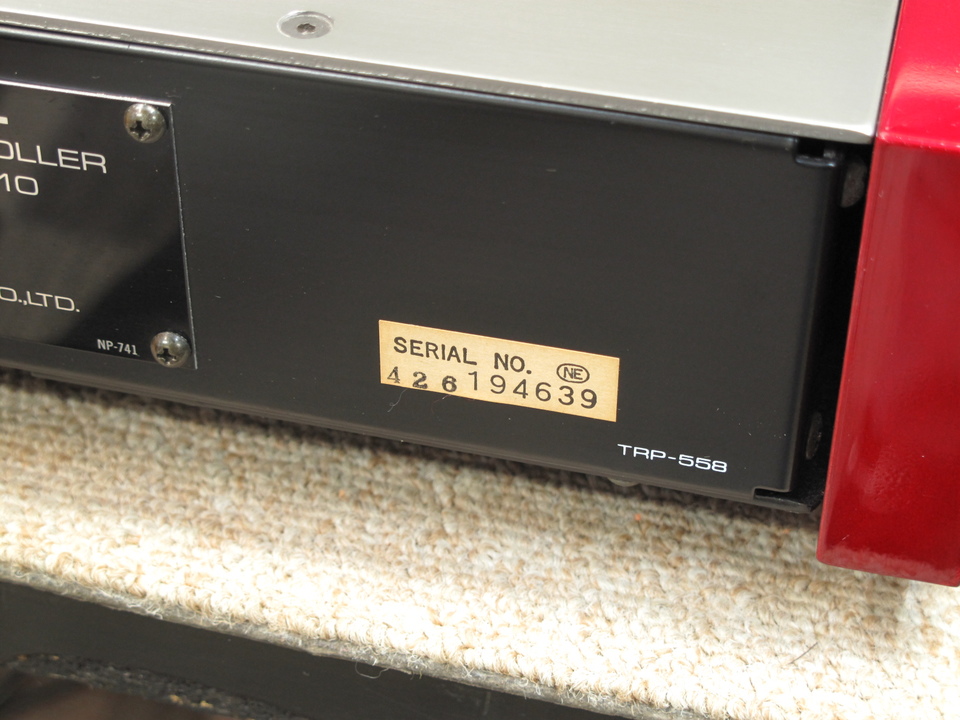 OLLER
10
O.,LTD.
NP-741
SERIAL NO. NE
426194639
TRP-558